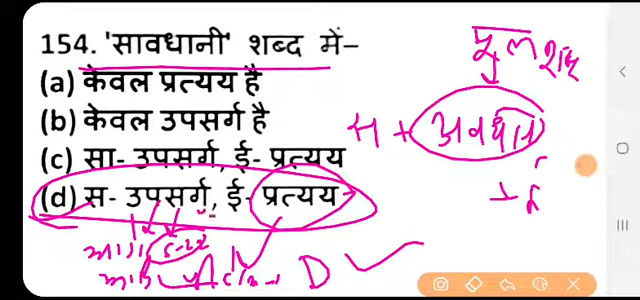 154. 'सावधानी' शब्द में–
मूल शब्द
(a) केवल प्रत्यय है
(b) केवल उपसर्ग है
स + अवधान + ई
(c) सा- उपसर्ग, ई- प्रत्यय
(d) स- उपसर्ग, ई- प्रत्यय
D